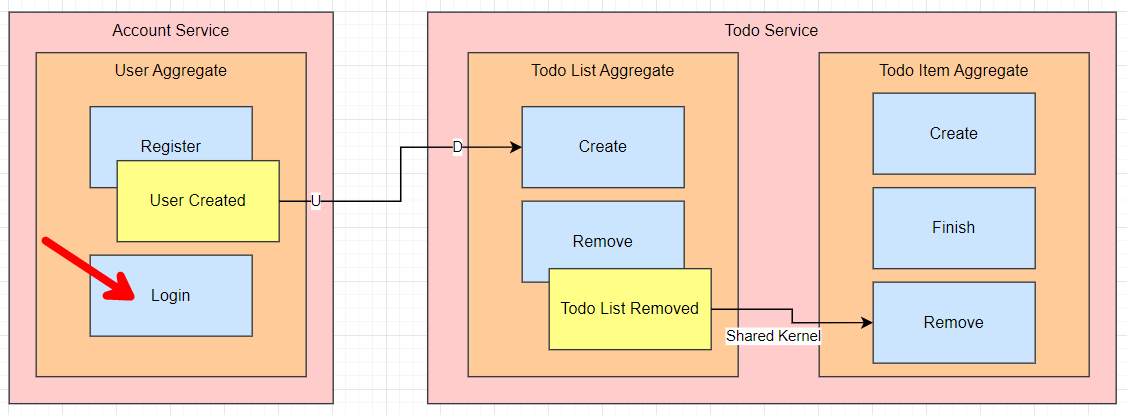 Account Service
User Aggregate
Register
User Created
Login
U
D
Todo Service
Todo List Aggregate
Create
Remove
Todo List Removed
Shared Kernel
Todo Item Aggregate
Create
Finish
Remove